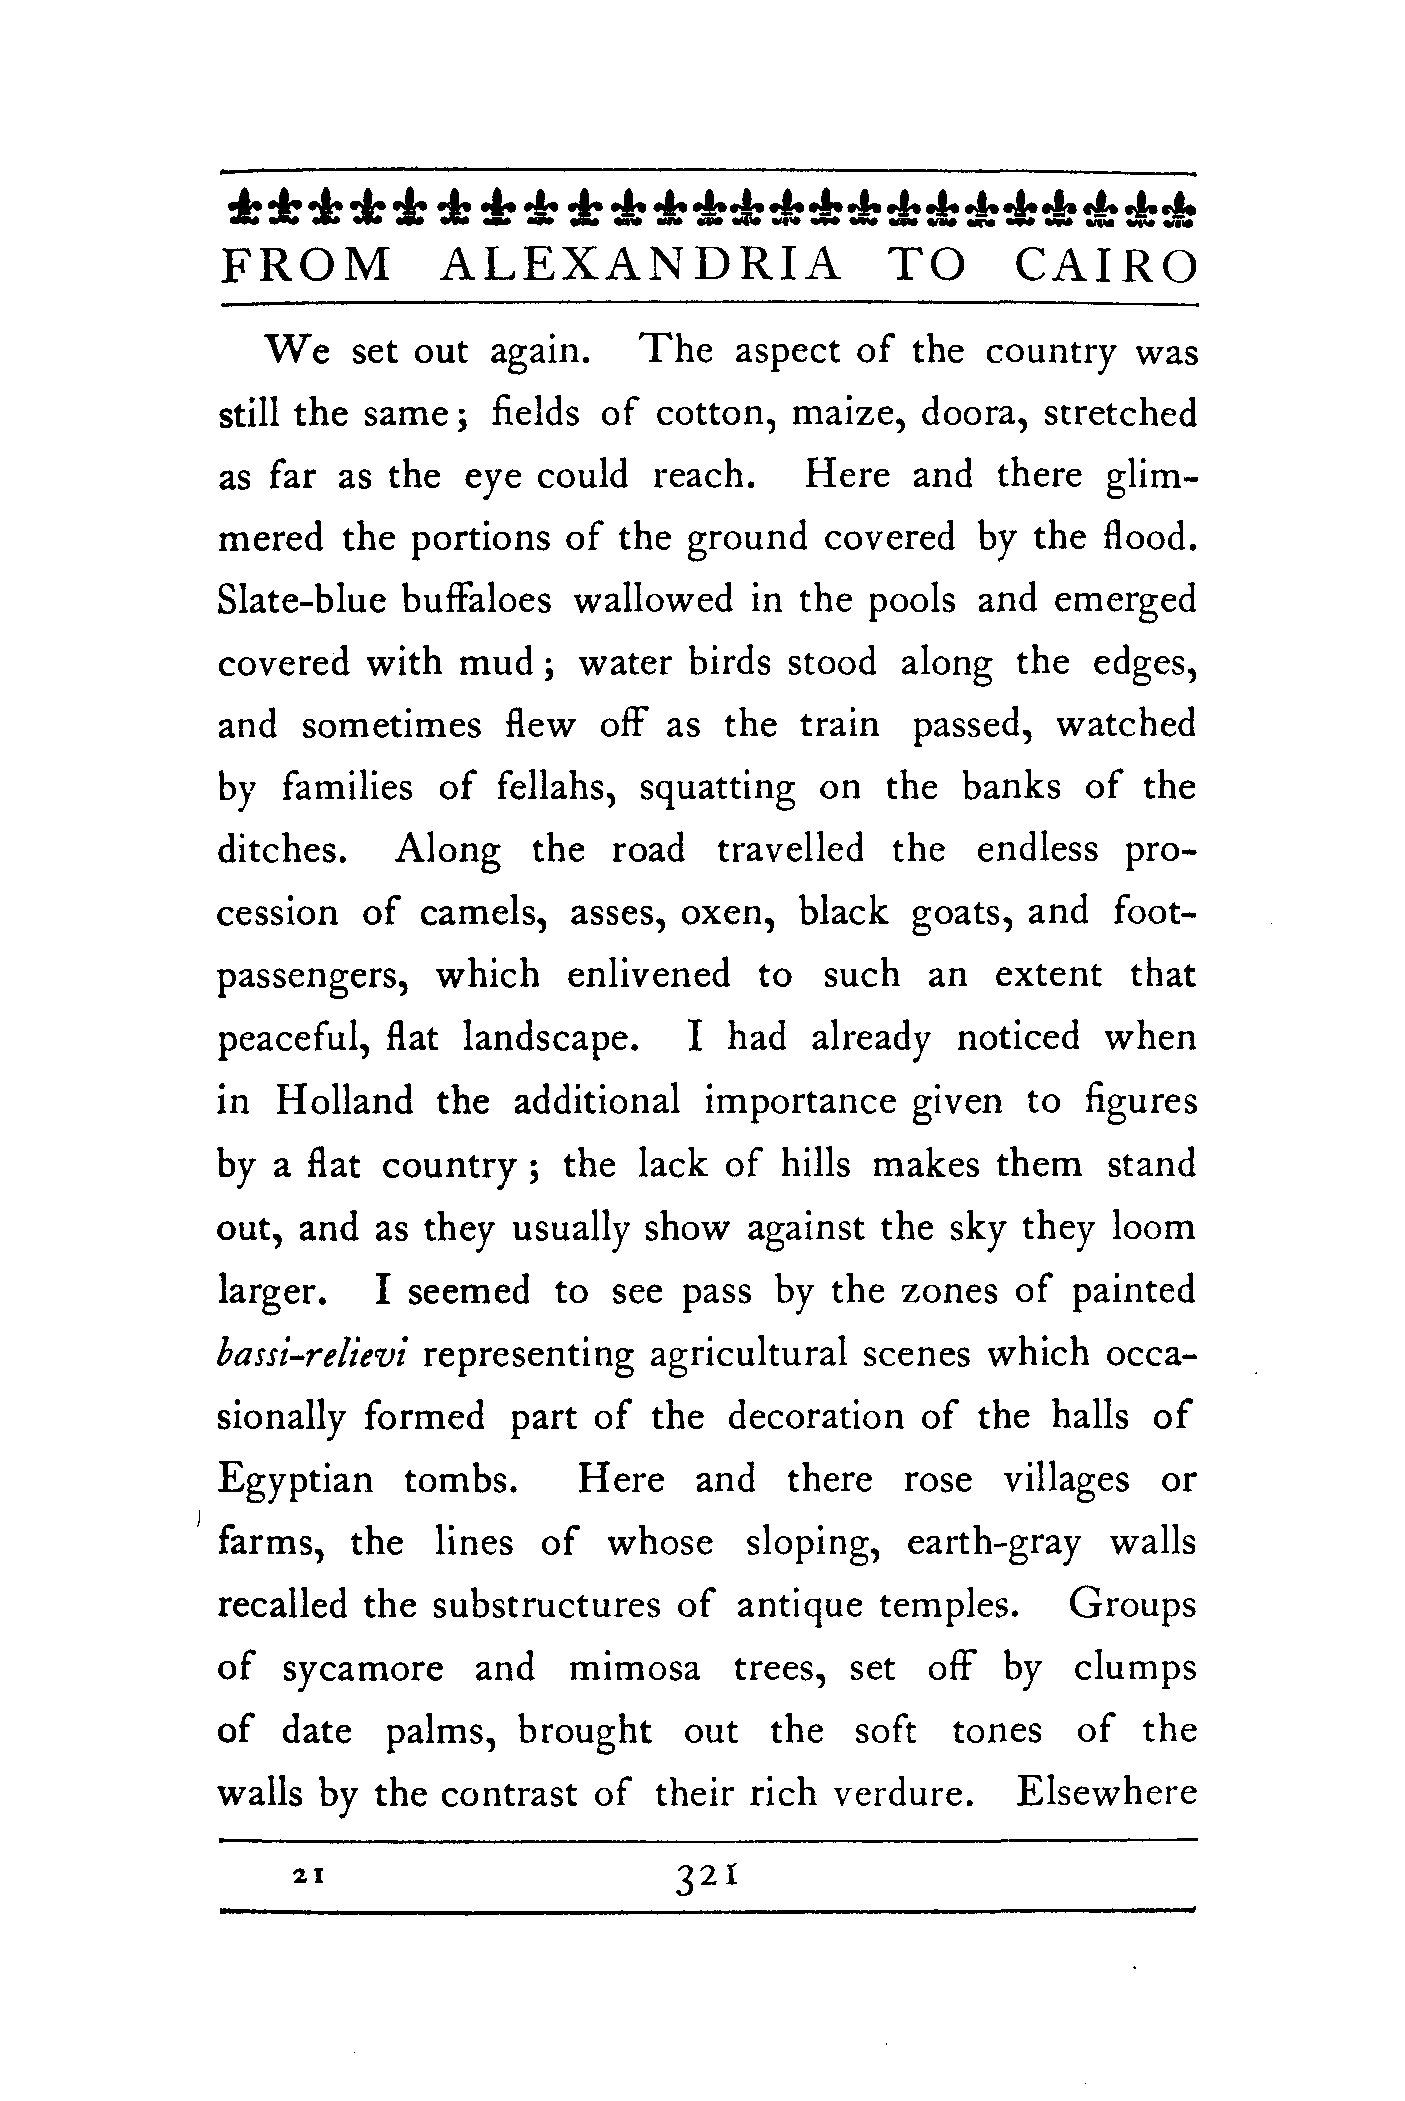 FROM ALEXANDRIA TO CAIRO
We set out again. The aspect of the country was
still the same; fields of cotton, maize, doora, stretched
as far as the eye could reach. Here and there glim-
mered the portions of the ground covered by the flood.
Slate-blue buffaloes wallowed in the pools and emerged
covered with mud; water birds stood along the edges,
and sometimes flew off as the train passed, watched
by families of fellahs, squatting on the banks of the
ditches. Along the road travelled the endless pro-
cession of camels, asses, oxen, black goats, and foot-
passengers, which enlivened to such an extent that
peaceful, flat landscape. I had already noticed when
in Holland the additional importance given to figures
by a flat country; the lack of hills makes them stand
out, and as they usually show against the sky they loom
larger. I seemed to see pass by the zones of painted
bassi-relievi representing agricultural scenes which occa-
sionally formed part of the decoration of the halls of
Egyptian tombs. Here and there rose villages or
farms, the lines of whose sloping, earth-gray walls
recalled the substructures of antique temples. Groups
of sycamore and mimosa trees, set off by clumps
of date palms, brought out the soft tones of the
walls by the contrast of their rich verdure. Elsewhere
21 321